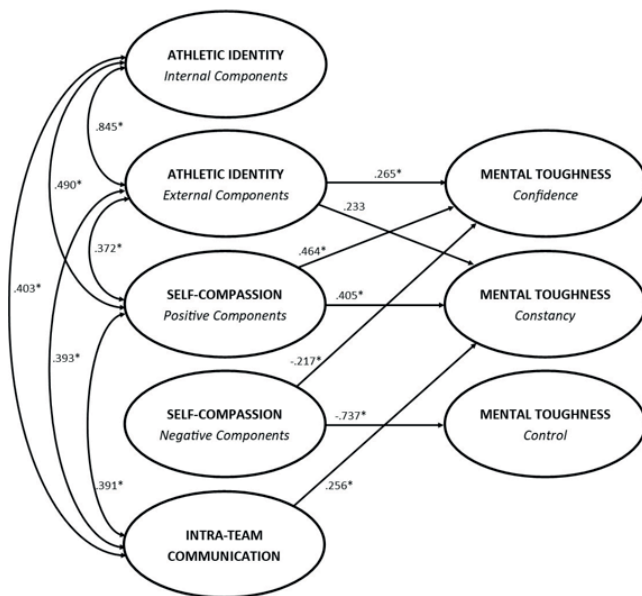 ATHLETIC IDENTITY
Internal Components
.845*
ATHLETIC IDENTITY
External Components
.265*
MENTAL TOUGHNESS
Confidence
.490*
.233
.372*
.464*
SELF-COMPASSION
Positive Components
.405*
MENTAL TOUGHNESS
Constancy
.403*
.393*
-.217*
SELF-COMPASSION
Negative Components
-.737*
MENTAL TOUGHNESS
Control
.391*
.256*
INTRA-TEAM
COMMUNICATION